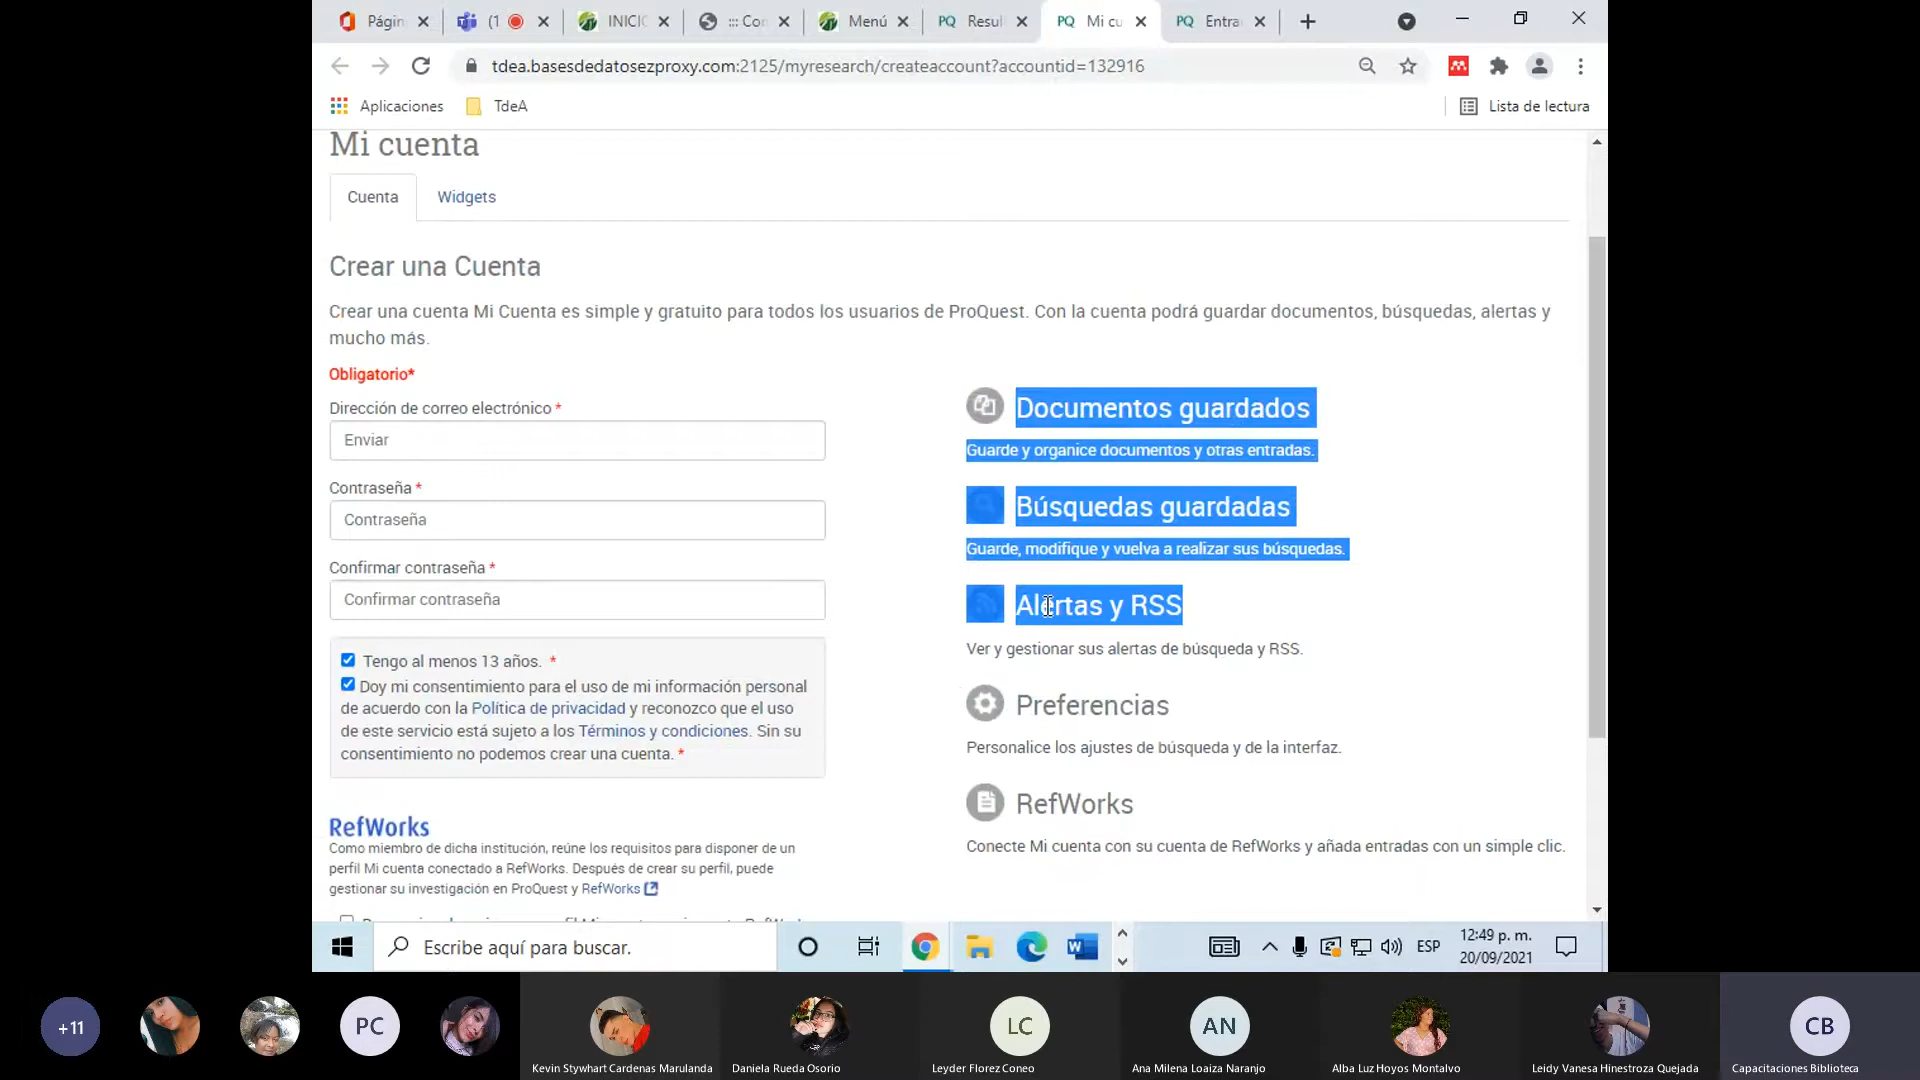 Págin
(1
INICIC
::: Con
Menú
PQ Resul
PQ Mi cu
PQ Entra
tdea.basesdedatosezproxy.com:2125/myresearch/createaccount?accountid=132916
Aplicaciones
TdeA
Lista de lectura
Mi cuenta
Cuenta
Widgets
Crear una Cuenta
Crear una cuenta Mi Cuenta es simple y gratuito para todos los usuarios de ProQuest. Con la cuenta podrá guardar documentos, búsquedas, alertas y
mucho más.
Obligatorio*
Dirección de correo electrónico *
Enviar
Contraseña *
Contraseña
Confirmar contraseña *
Confirmar contraseña
Tengo al menos 13 años. *
Doy mi consentimiento para el uso de mi información personal
de acuerdo con la Política de privacidad y reconozco que el uso
de este servicio está sujeto a los Términos y condiciones. Sin su
consentimiento no podemos crear una cuenta. *
RefWorks
Como miembro de dicha institución, reúne los requisitos para disponer de un
perfil Mi cuenta conectado a RefWorks. Después de crear su perfil, puede
gestionar su investigación en ProQuest y RefWorks
Documentos guardados
Guarde y organice documentos y otras entradas.
Búsquedas guardadas
Guarde, modifique y vuelva a realizar sus búsquedas.
Alertas y RSS
Ver y gestionar sus alertas de búsqueda y RSS.
Preferencias
Personalice los ajustes de búsqueda y de la interfaz.
RefWorks
Conecte Mi cuenta con su cuenta de RefWorks y añada entradas con un simple clic.
Escribe aquí para buscar.
ESP
12:49 p. m.
20/09/2021
+11
PC
LC
AN
CB
Kevin Stywhart Cardenas Marulanda
Daniela Rueda Osorio
Leyder Florez Coneo
Ana Milena Loaiza Naranjo
Alba Luz Hoyos Montalvo
Leidy Vanesa Hinestroza Quejada
Capacitaciones Biblioteca